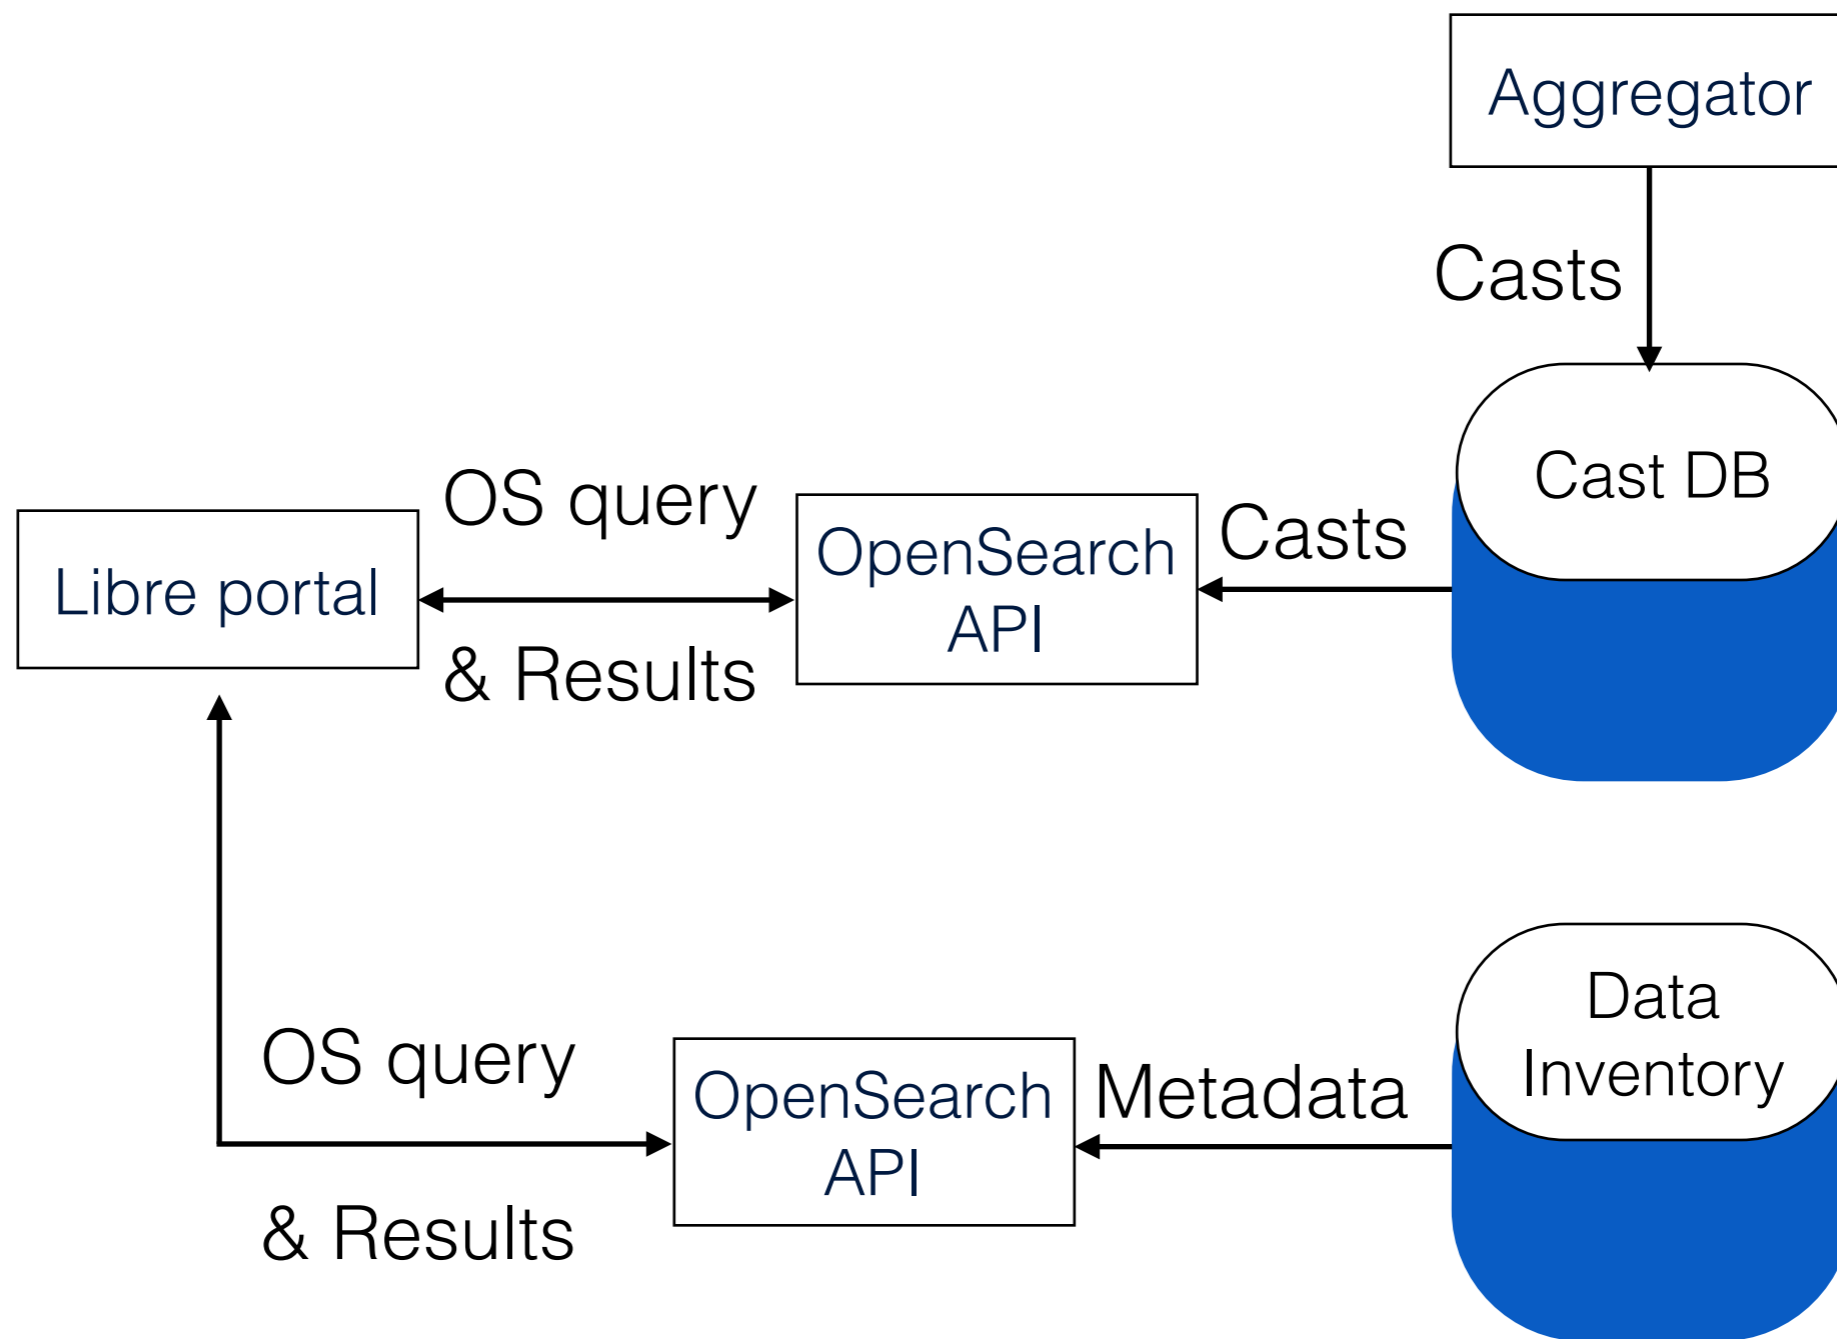 Aggregator
Casts
Cast DB
OS query
& Results
Libre portal
OpenSearch
API
Casts
Data
Inventory
OS query
& Results
OpenSearch
API
Metadata